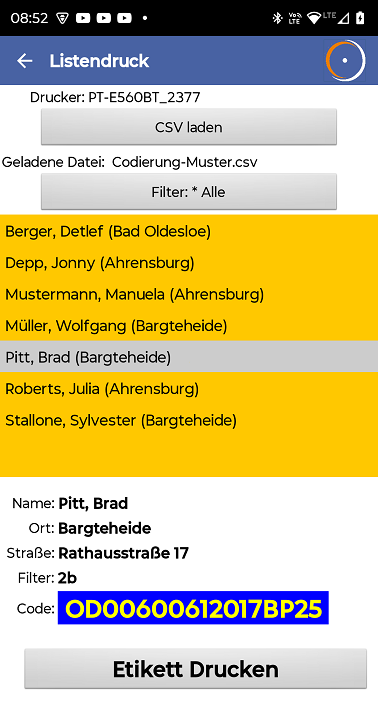 08:52
LTE
Listendruck
Drucker: PT-E560BT_2377
CSV laden
Geladene Datei: Codierung-Muster.csv
Filter: * Alle
Berger, Detlef (Bad Oldesloe)
Depp, Jonny (Ahrensburg)
Mustermann, Manuela (Ahrensburg)
Müller, Wolfgang (Bargteheide)
Pitt, Brad (Bargteheide)
Roberts, Julia (Ahrensburg)
Stallone, Sylvester (Bargteheide)
Name: Pitt, Brad
Ort: Bargteheide
Straße: Rathausstraße 17
Filter: 2b
Code: OD00600612017BP25
Etikett Drucken